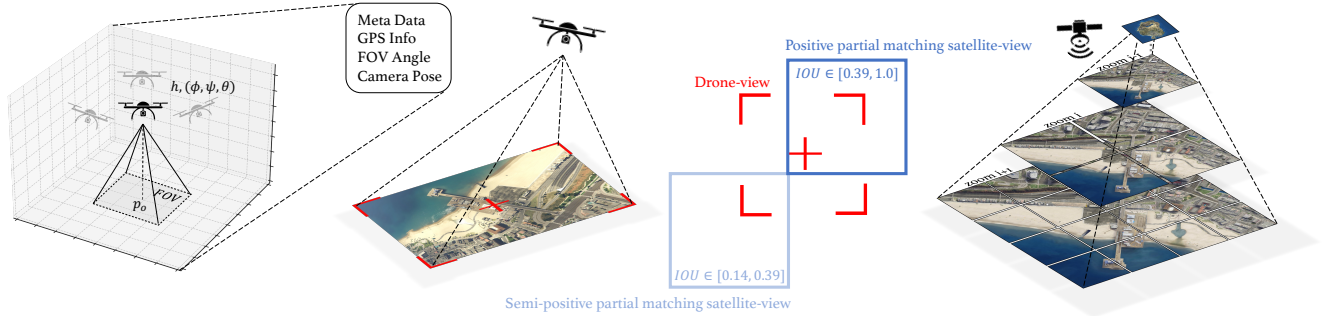 Meta Data
GPS Info
FOV Angle
Camera Pose
h, (ϕ, ψ, θ)
FOV
p_o
Drone-view
Positive partial matching satellite-view
IOU ∈ [0.39, 1.0]
IOU ∈ [0.14, 0.39]
Semi-positive partial matching satellite-view
zoom i
zoom i+1